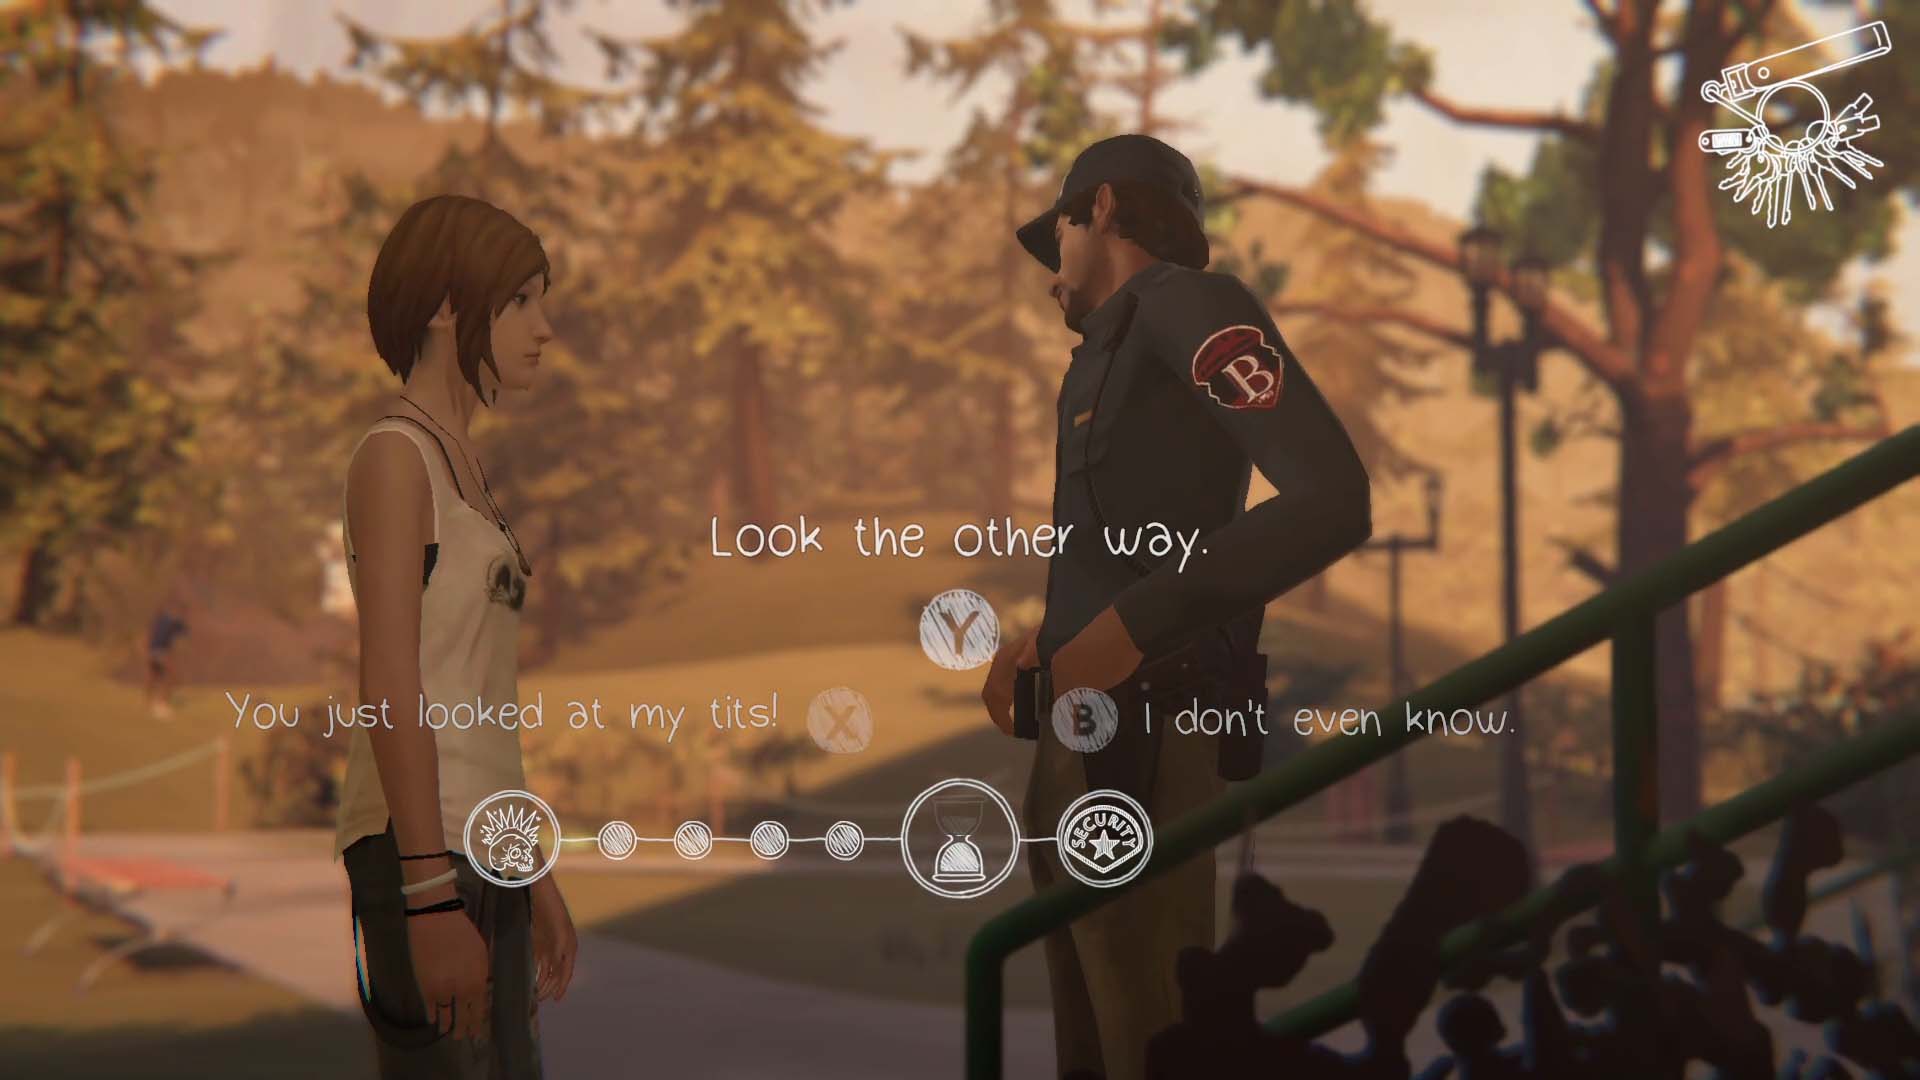 B
Look the other way.
Y
You just looked at my tits! X
B I don't even know.
SECURITY